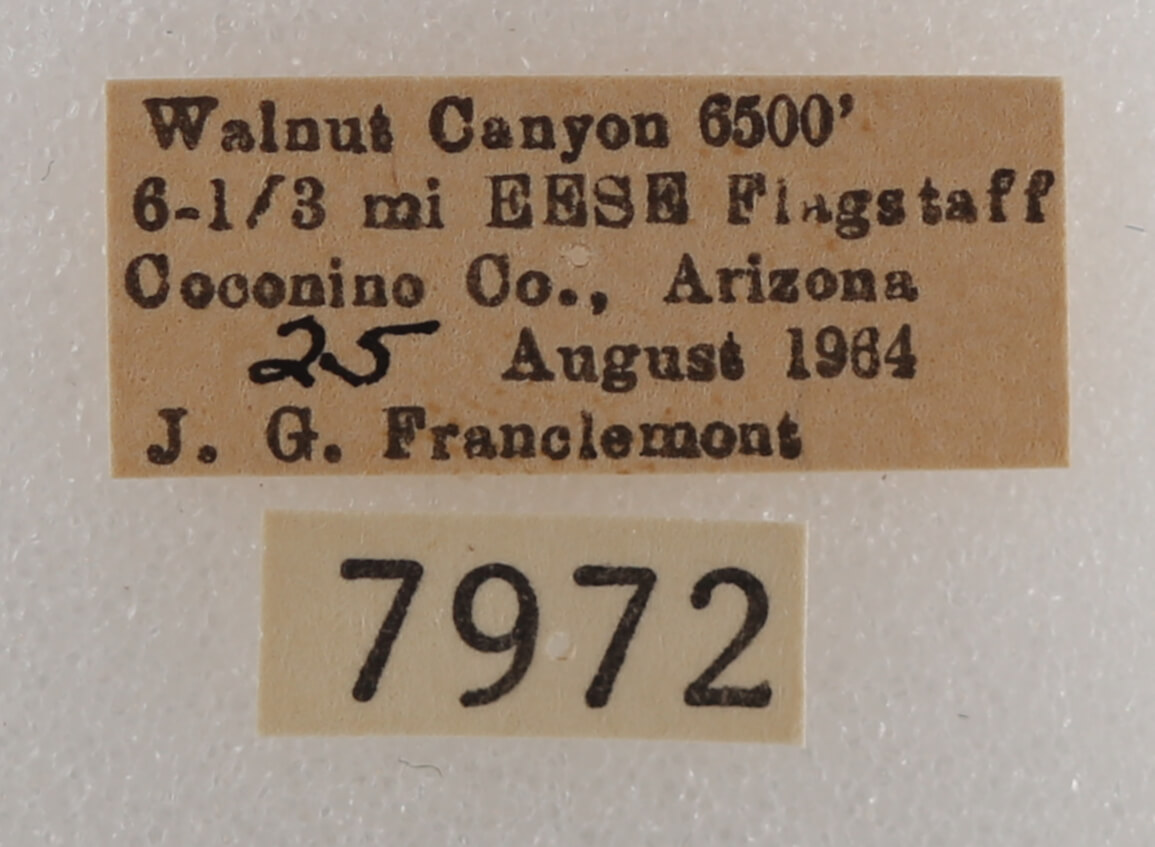 Walnut Canyon 6500'
6-1/3 mi EESE Flagstaff
Coconino Co., Arizona
25 August 1964
J. G. Franclemont
7972